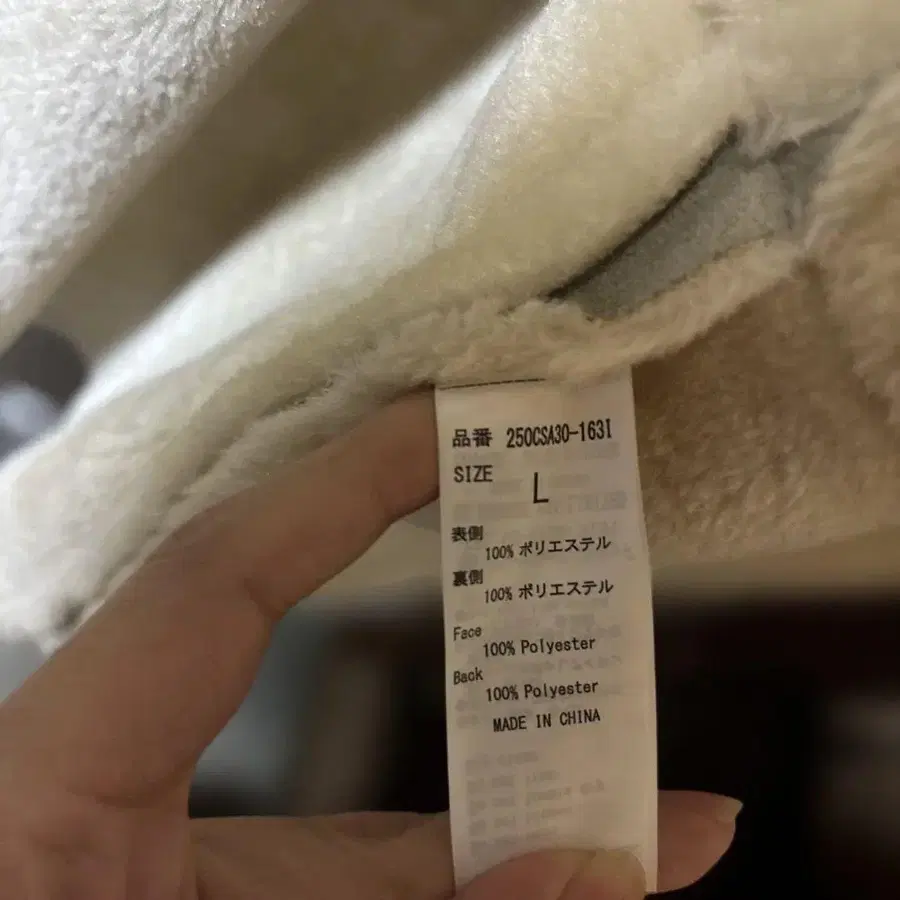 品番 250CSA30-163I
SIZE
L
表側
100% ポリエステル
裏側
100% ポリエステル
Face
100% Polyester
Back
100% Polyester
MADE IN CHINA